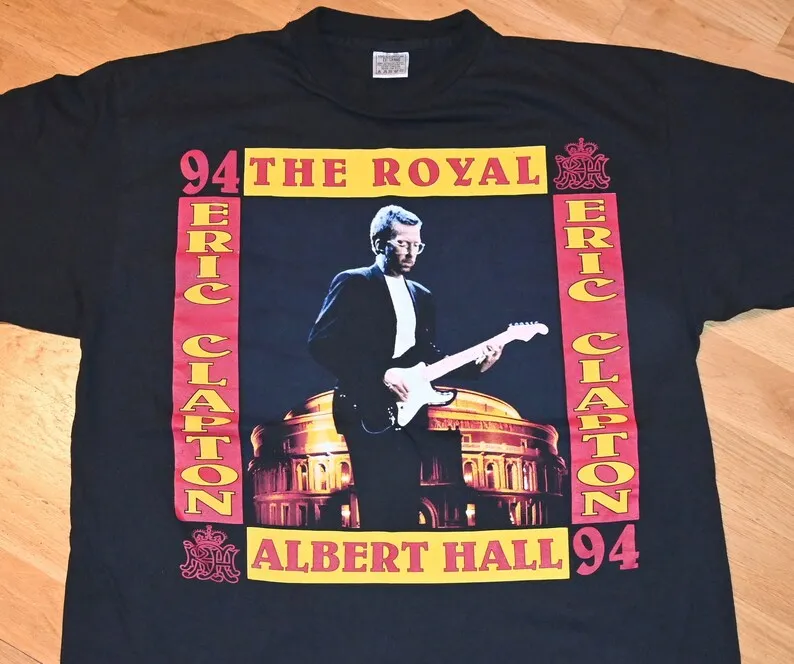 94 THE ROYAL
ERIC CLAPTON
ERIC CLAPTON
ALBERT HALL 94